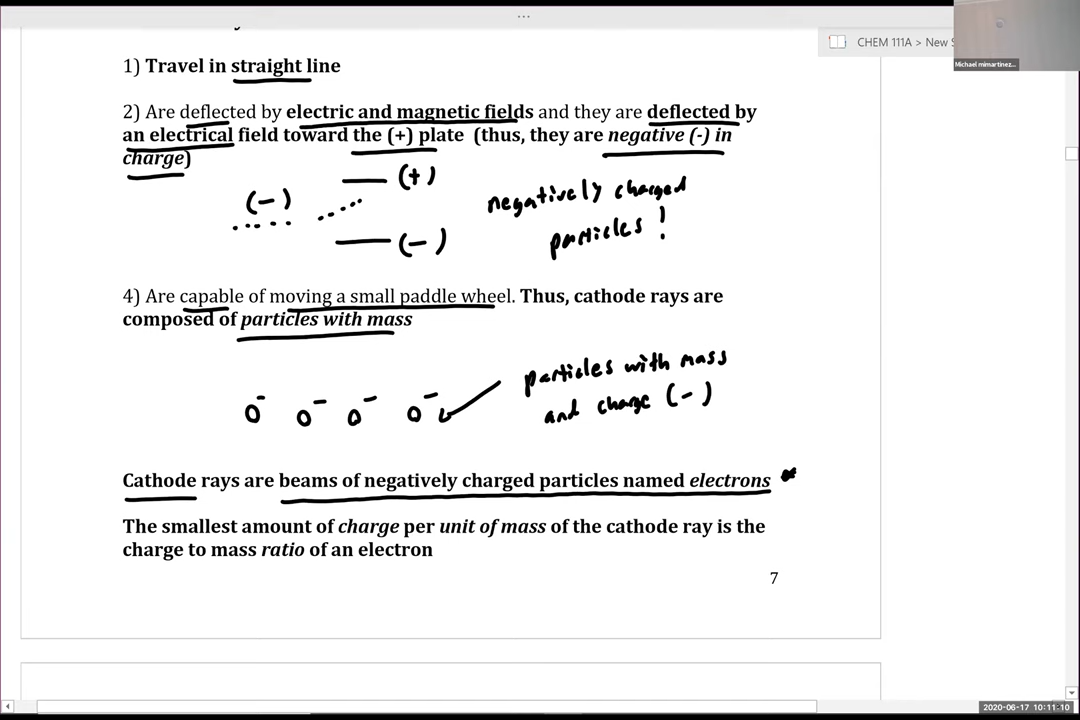 ...
CHEM 111A > New
Michael mimartinez...
1) Travel in straight line
2) Are deflected by electric and magnetic fields and they are deflected by
an electrical field toward the (+) plate (thus, they are negative (-) in
charge)
(-)
(+)
(-)
negatively charged
particles!
4) Are capable of moving a small paddle wheel. Thus, cathode rays are
composed of particles with mass
particles with mass
and charge (-)
Cathode rays are beams of negatively charged particles named electrons
The smallest amount of charge per unit of mass of the cathode ray is the
charge to mass ratio of an electron
7
2020-06-17 10:11:10